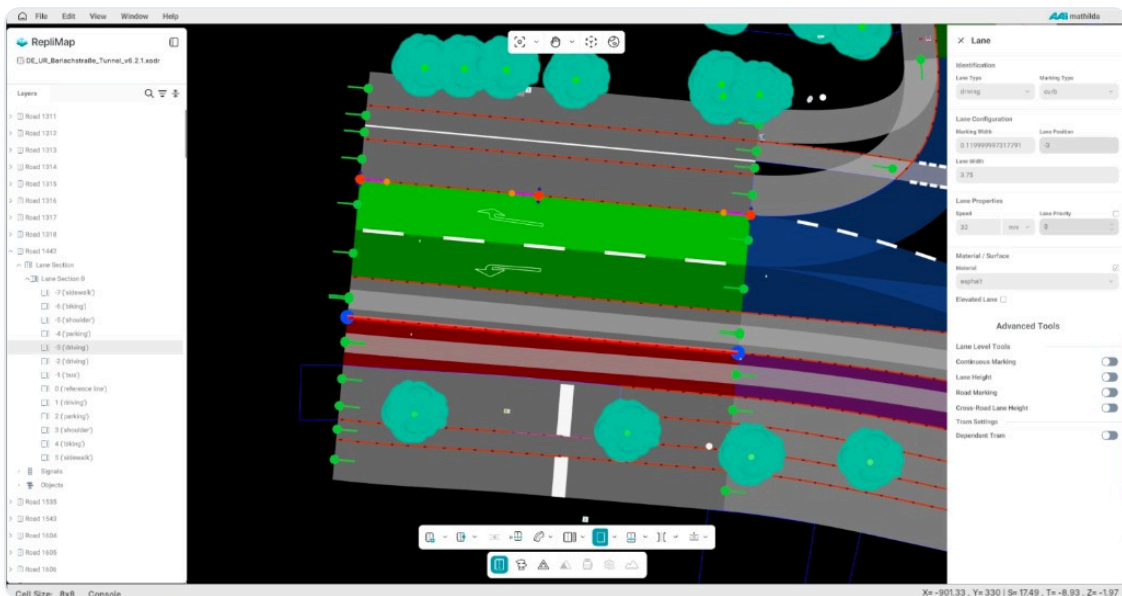 File Edit View Window Help
AAI mathilda
RepliMap
DE_UR_Barlachstraße_Tunnel_v6.2.1.xodr
Layers
Road 1311
Road 1312
Road 1313
Road 1314
Road 1315
Road 1316
Road 1317
Road 1318
Road 1440
Lane Section
Lane Section 0
-7 ('sidewalk')
-6 ('biking')
-5 ('shoulder')
-4 ('parking')
-3 ('driving')
-2 ('driving')
-1 ('bus')
0 ('reference line')
1 ('driving')
2 ('parking')
3 ('shoulder')
4 ('biking')
5 ('sidewalk')
Signals
Objects
Road 1538
Road 1543
Road 1604
Road 1605
Road 1606
Cell Size: 8x8 Console
Lane
Identification
Lane Type Marking Type
driving curb
Lane Configuration
Marking Width Lane Position
0.119999997317791 -3
Lane Width
3.75
Lane Properties
Speed Lane Priority
30 0
Material / Surface
Material
asphalt
Elevated Lane
Advanced Tools
Lane Level Tools
Continuous Marking
Lane Height
Road Marking
Cross-Road Lane Height
Tram Settings
Dependent Tram
X= -901.33 , Y= 330 | S= 17.49 , T= -8.93 , Z= -1.97